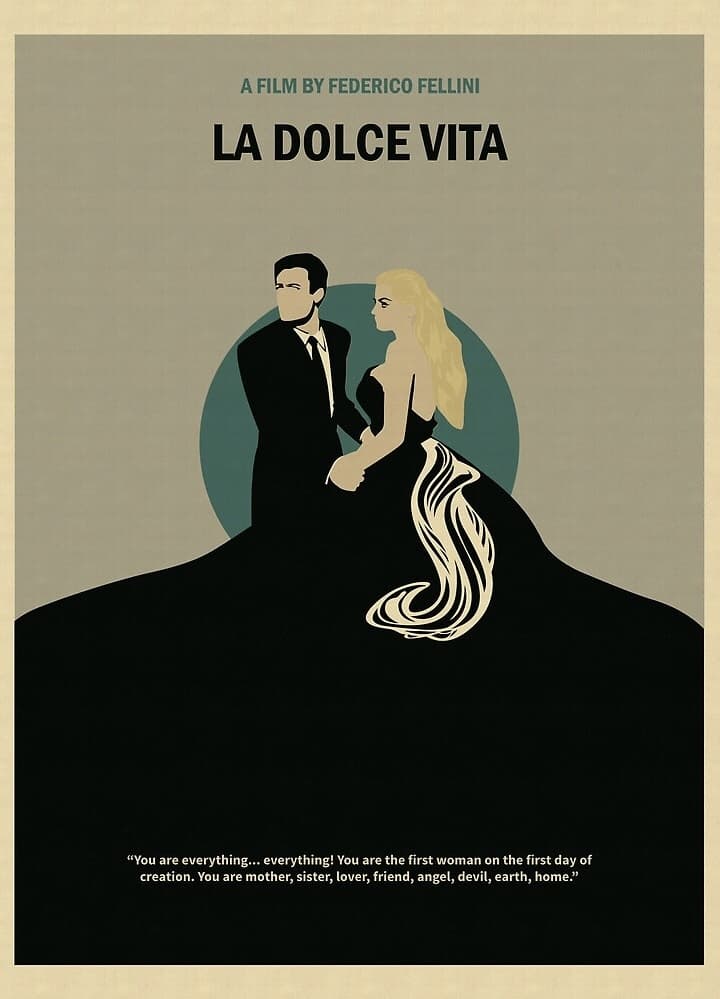 A FILM BY FEDERICO FELLINI
LA DOLCE VITA
“You are everything... everything! You are the first woman on the first day of
creation. You are mother, sister, lover, friend, angel, devil, earth, home.”